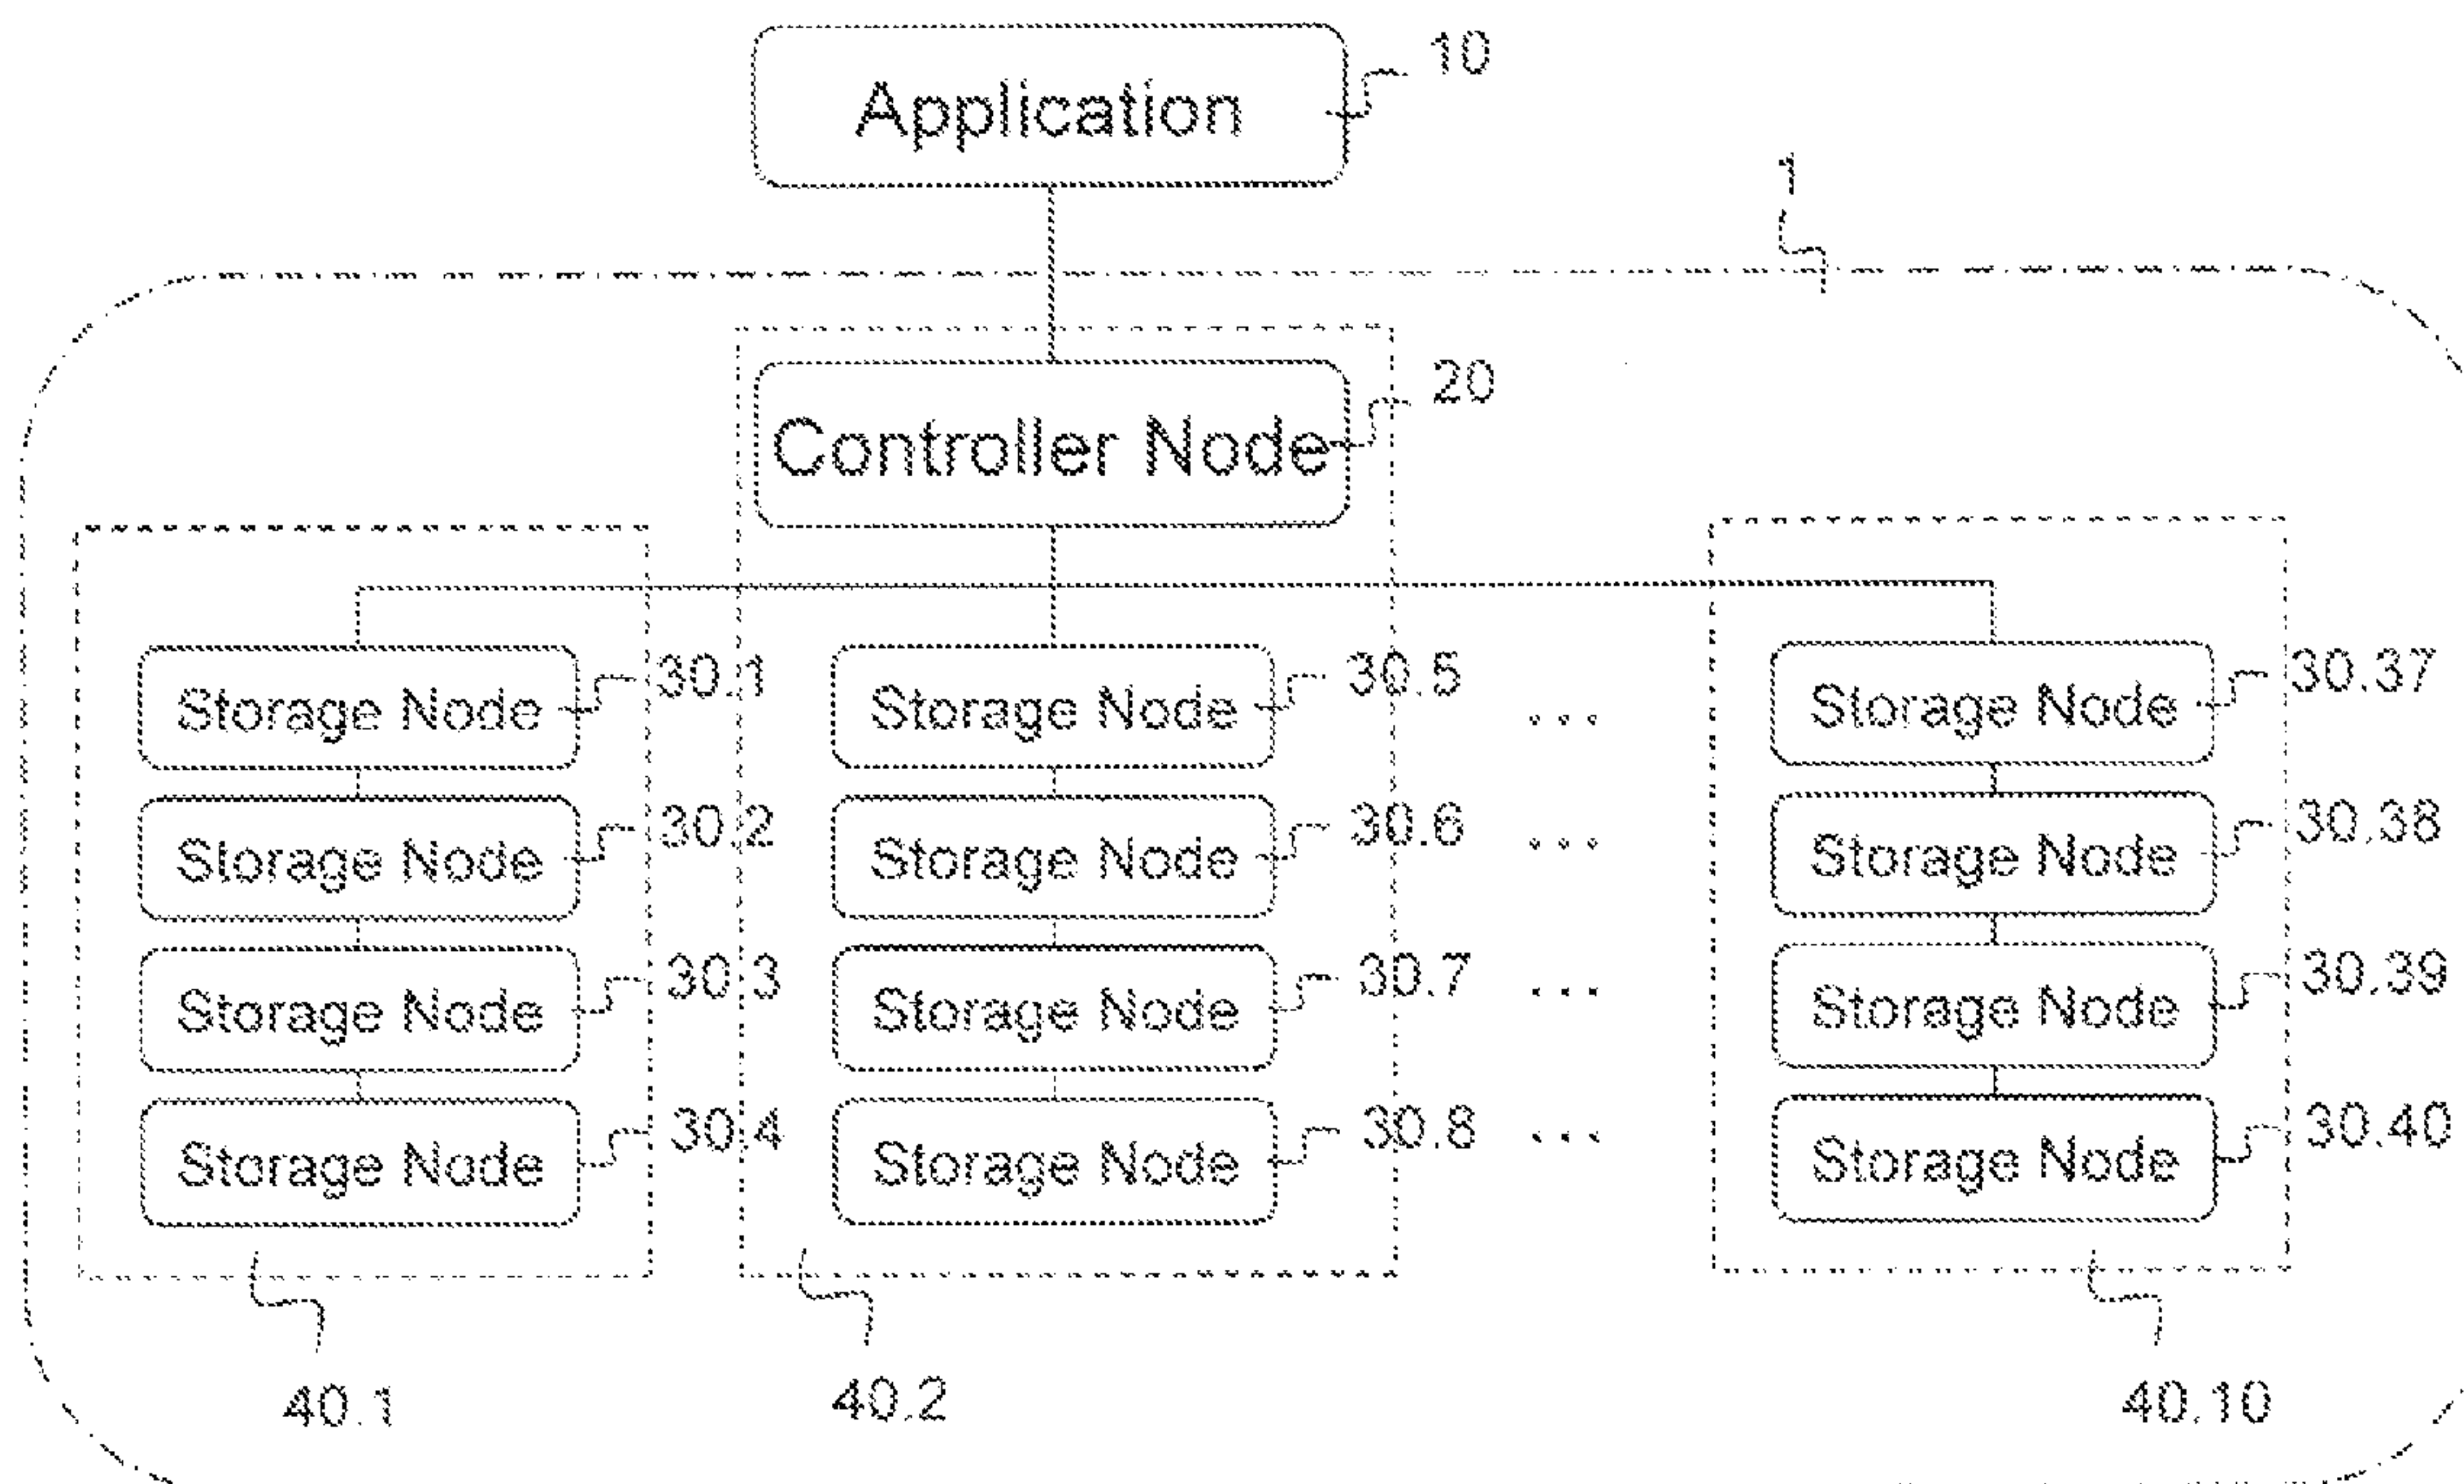 Application 10
1
Controller Node 20
Storage Node 30.1 Storage Node 30.5 ... Storage Node 30.37
Storage Node 30.2 Storage Node 30.6 ... Storage Node 30.38
Storage Node 30.3 Storage Node 30.7 ... Storage Node 30.39
Storage Node 30.4 Storage Node 30.8 ... Storage Node 30.40
40.1 40.2 40.10